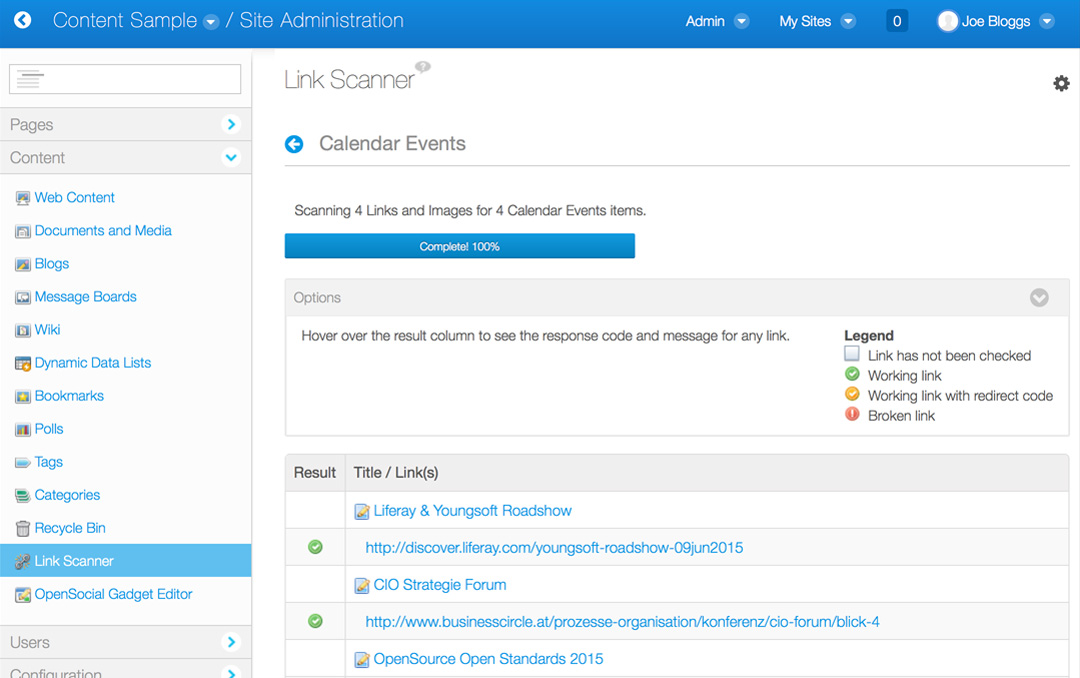 Content Sample / Site Administration
Admin My Sites 0 Joe Bloggs
Pages
Content
Web Content
Documents and Media
Blogs
Message Boards
Wiki
Dynamic Data Lists
Bookmarks
Polls
Tags
Categories
Recycle Bin
Link Scanner
OpenSocial Gadget Editor
Users
Configuration
Link Scanner ?
Calendar Events
Scanning 4 Links and Images for 4 Calendar Events items.
Complete! 100%
Options
Hover over the result column to see the response code and message for any link.
Legend
Link has not been checked
Working link
Working link with redirect code
Broken link
Result Title / Link(s)
Liferay & Youngsoft Roadshow
http://discover.liferay.com/youngsoft-roadshow-09jun2015
CIO Strategie Forum
http://www.businesscircle.at/prozesse-organisation/konferenz/cio-forum/blick-4
OpenSource Open Standards 2015